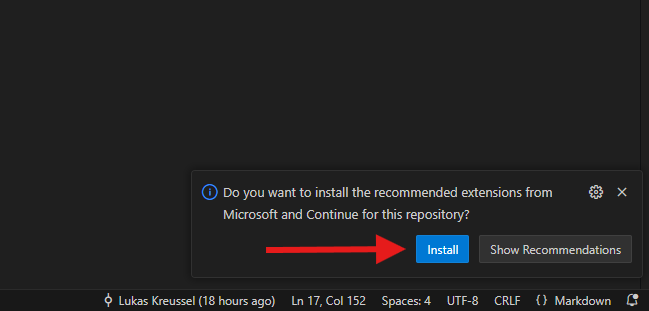 Do you want to install the recommended extensions from
Microsoft and Continue for this repository?
Install
Show Recommendations
Lukas Kreussel (18 hours ago)
Ln 17, Col 152
Spaces: 4
UTF-8
CRLF
{ } Markdown